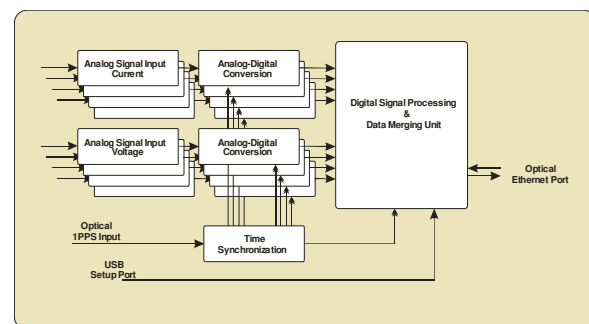 Analog Signal Input
Current
Analog-Digital
Conversion
Digital Signal Processing
&
Data Merging Unit
Analog Signal Input
Voltage
Analog-Digital
Conversion
Optical
Ethernet Port
Optical
1PPS Input
Time
Synchronization
USB
Setup Port